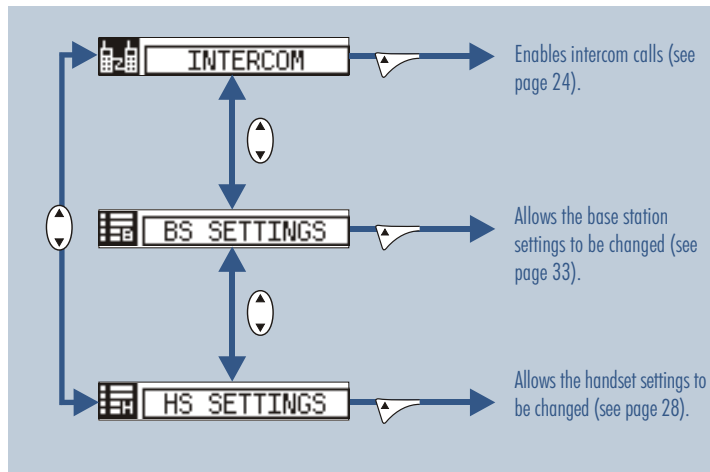 INTERCOM
Enables intercom calls (see
page 24).
BS SETTINGS
Allows the base station
settings to be changed (see
page 33).
HS SETTINGS
Allows the handset settings to
be changed (see page 28).